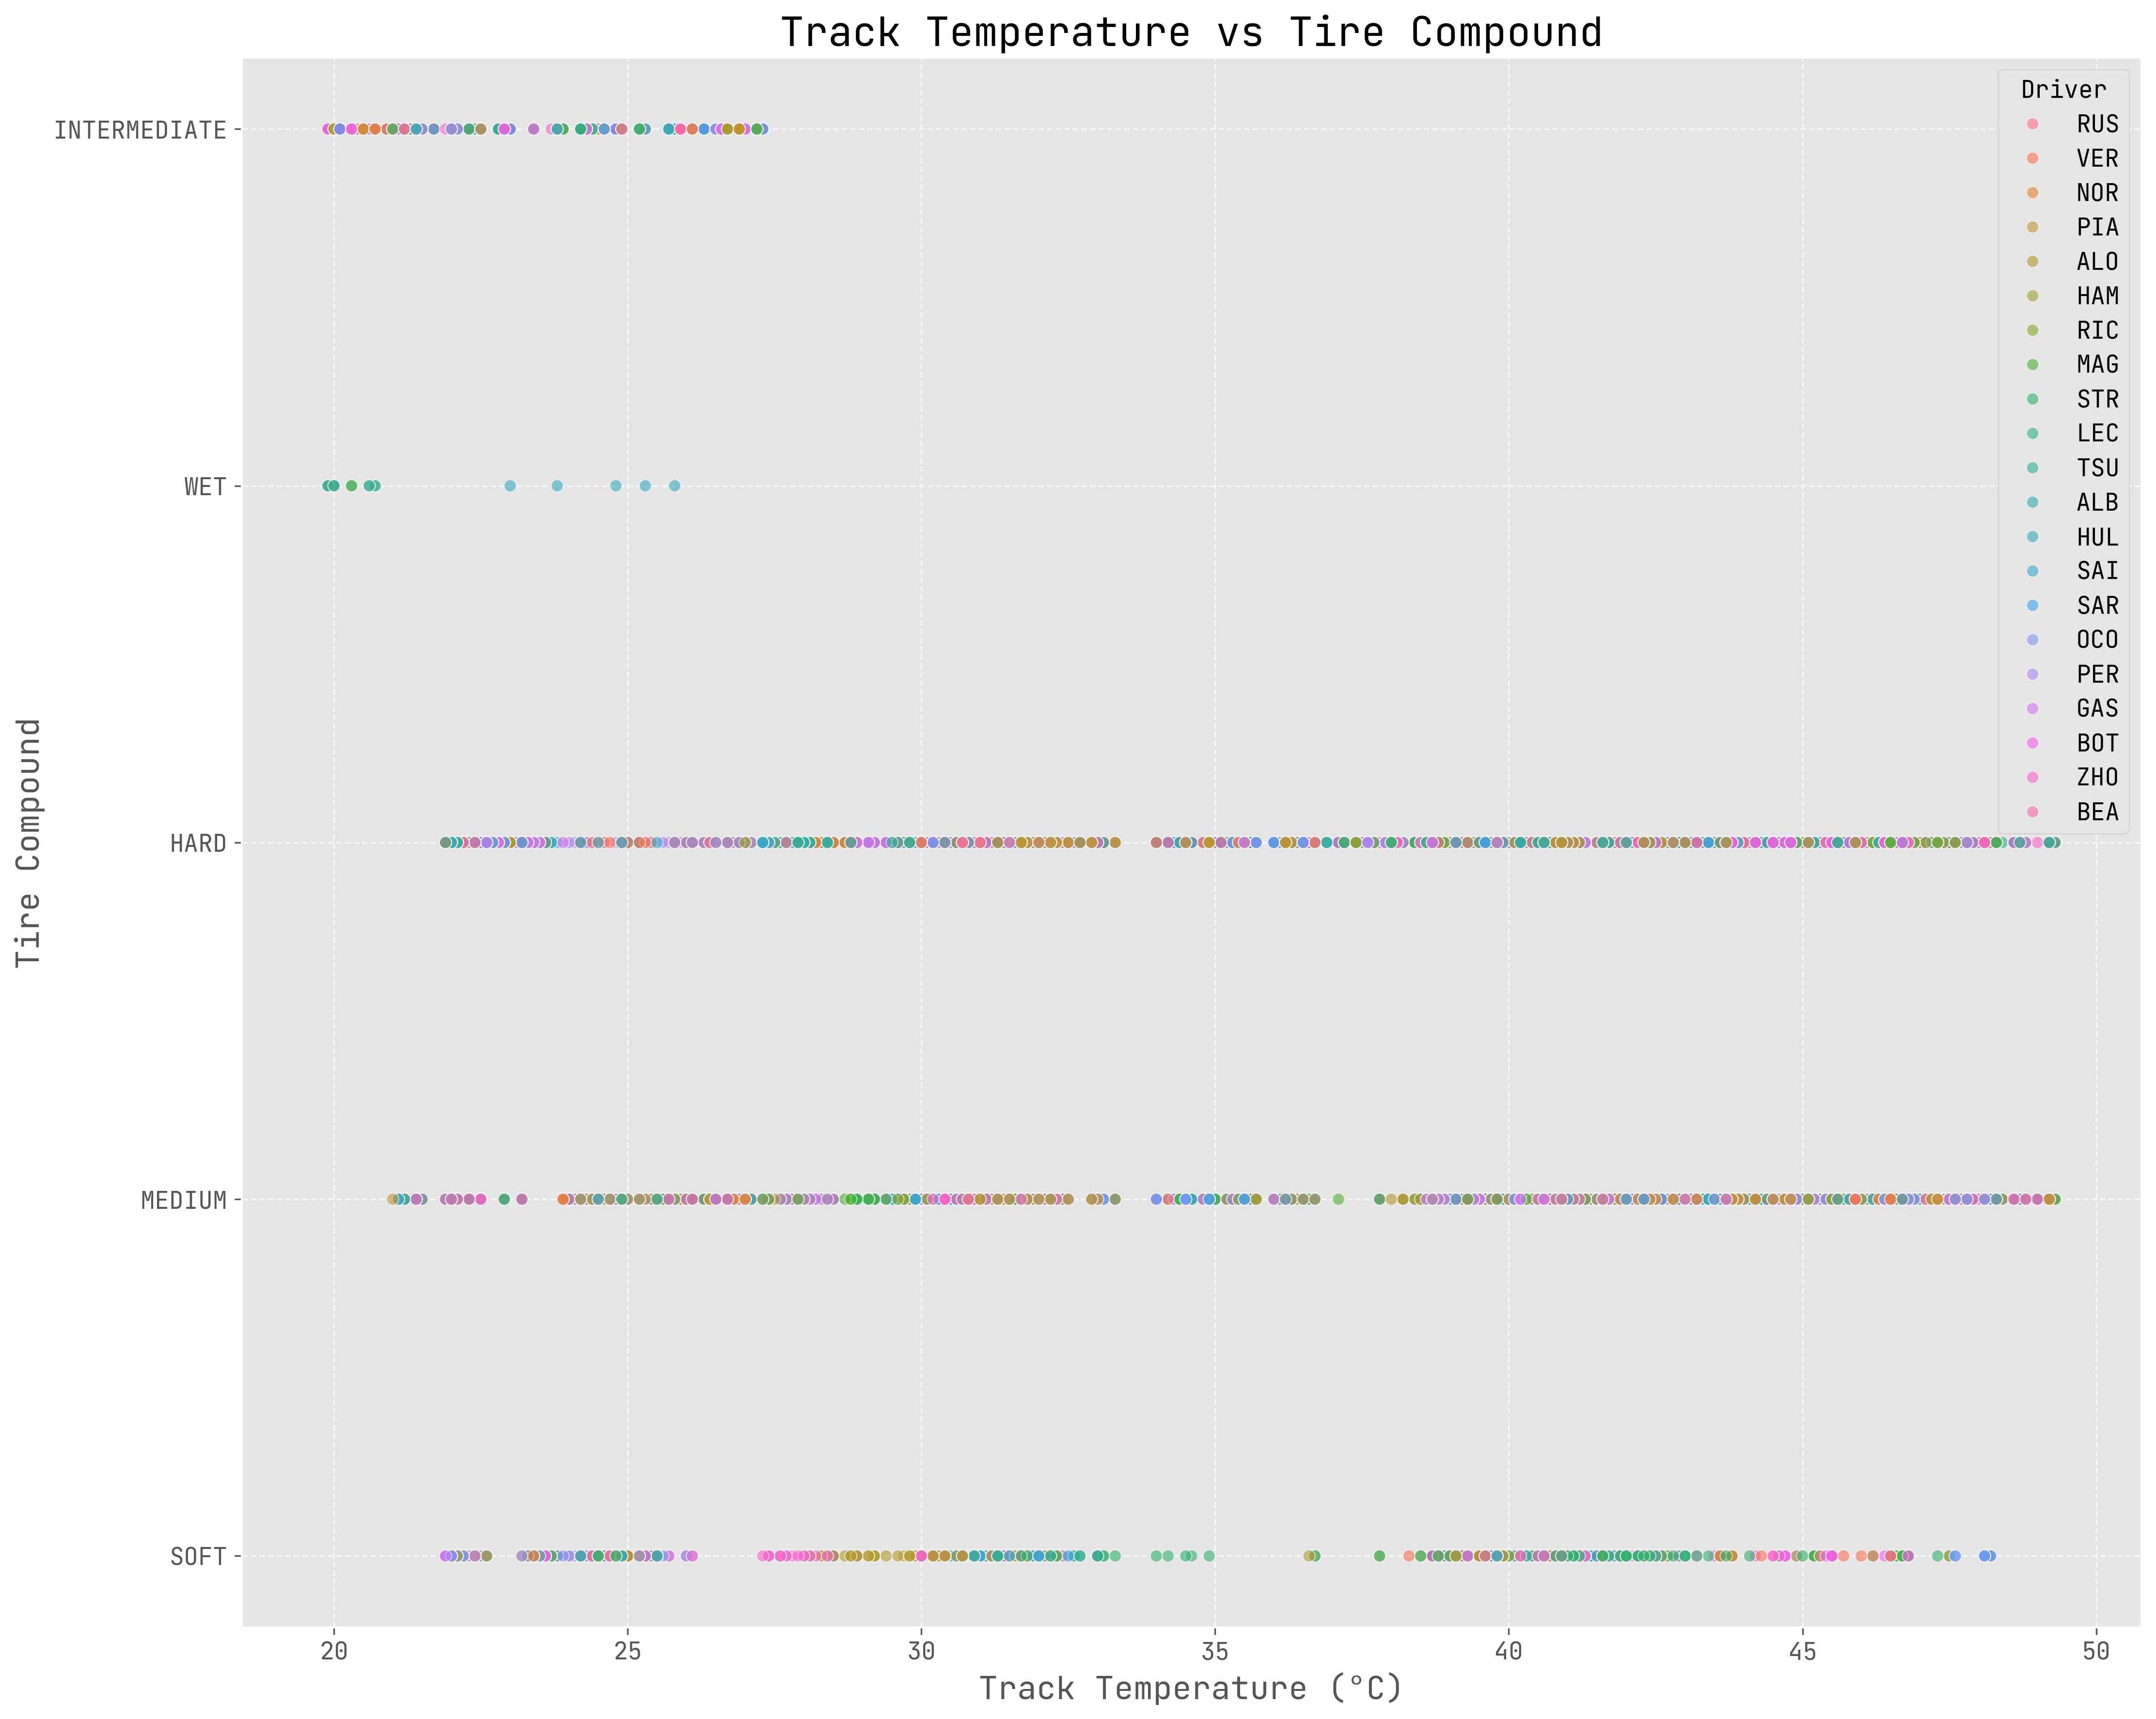 Track Temperature vs Tire Compound
Driver
RUS
VER
NOR
PIA
ALO
HAM
RIC
MAG
STR
LEC
TSU
ALB
HUL
SAI
SAR
OCO
PER
GAS
BOT
ZHO
BEA
Tire Compound
INTERMEDIATE
WET
HARD
MEDIUM
SOFT
20 25 30 35 40 45 50
Track Temperature (°C)